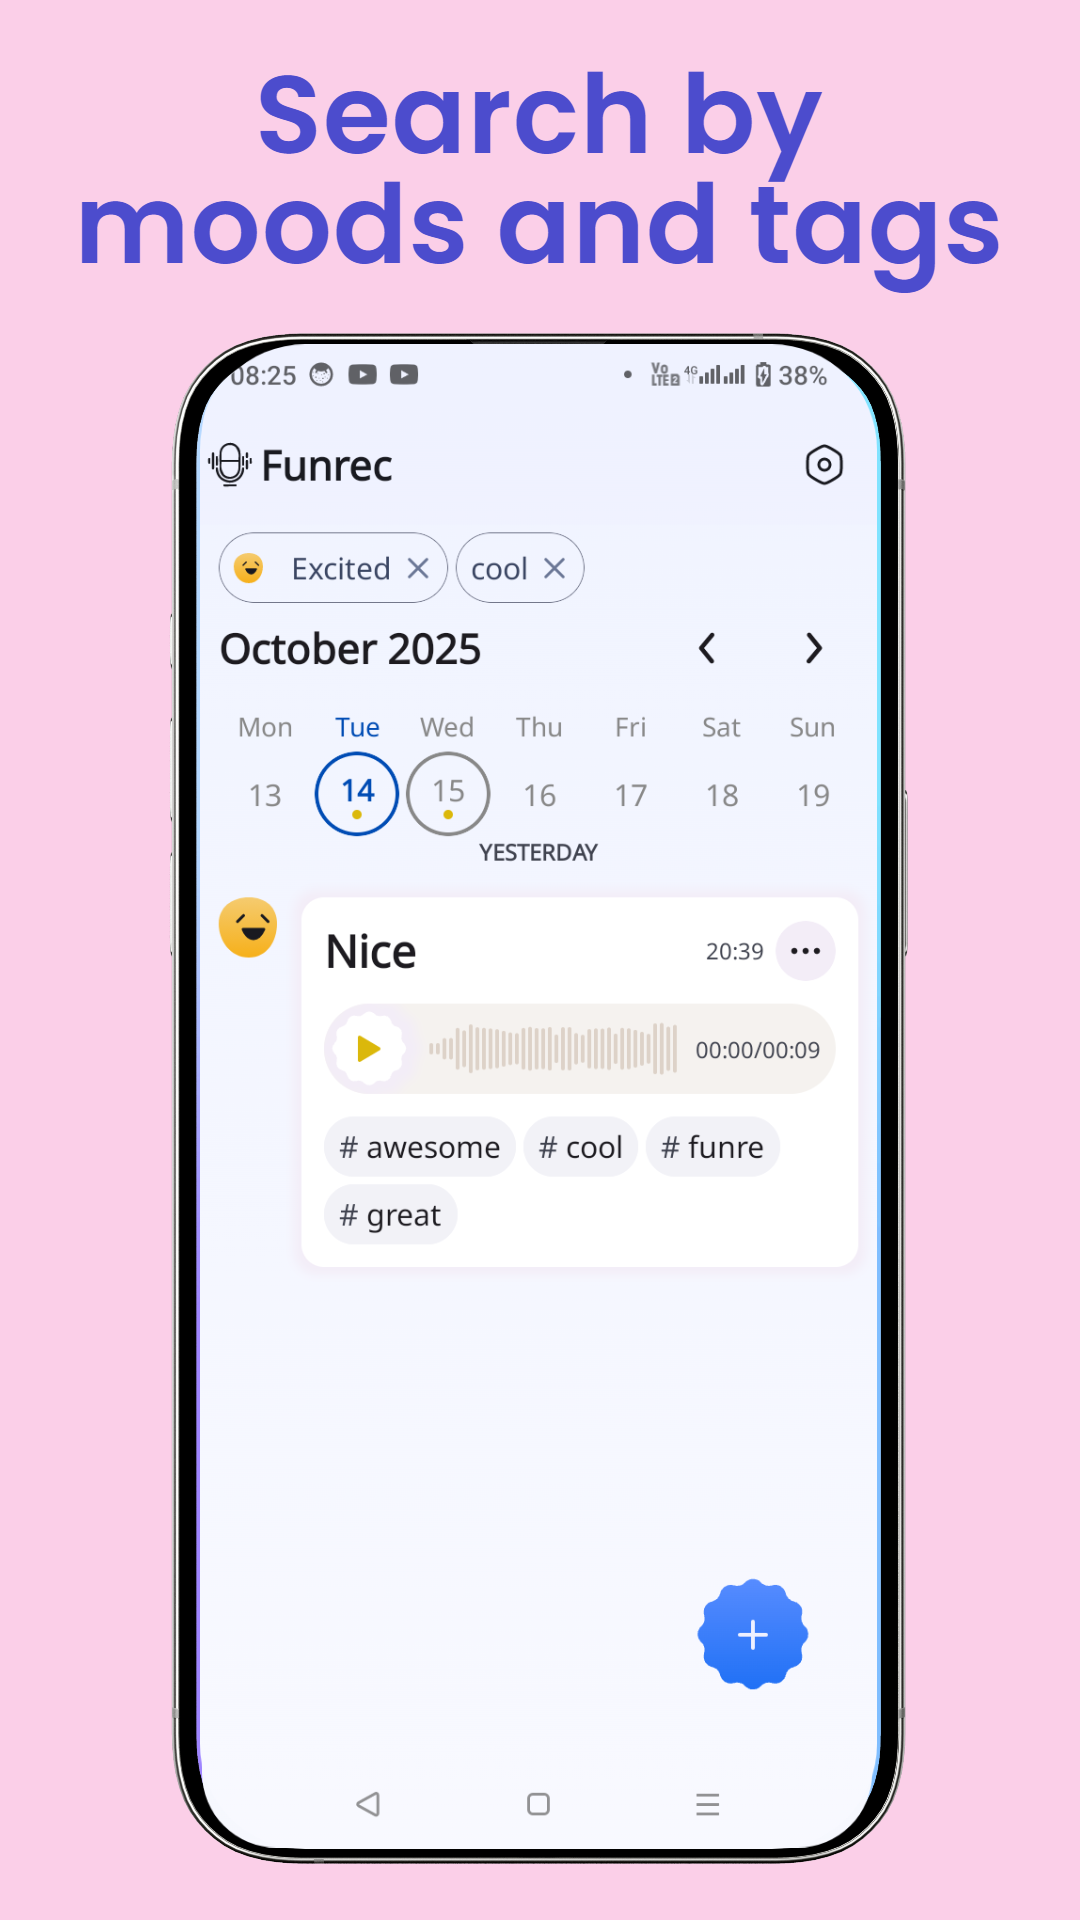 Search by
moods and tags
08:25 Vo LTE2 4G 38%
Funrec
Excited cool
October 2025
Mon Tue Wed Thu Fri Sat Sun
13 14 15 16 17 18 19
YESTERDAY
Nice 20:39
00:00/00:09
# awesome # cool # funre
# great